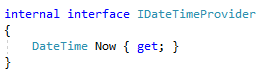 internal interface IDateTimeProvider
{
    DateTime Now { get; }
}